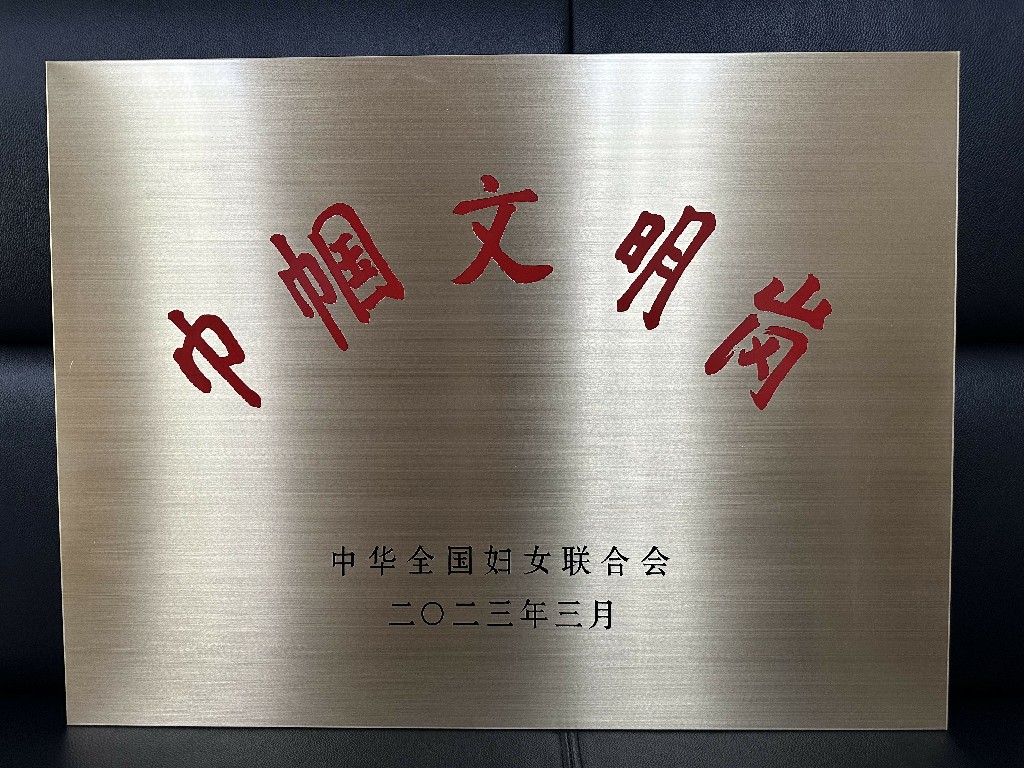 巾帼文明岗
中华全国妇女联合会
二〇二三年三月